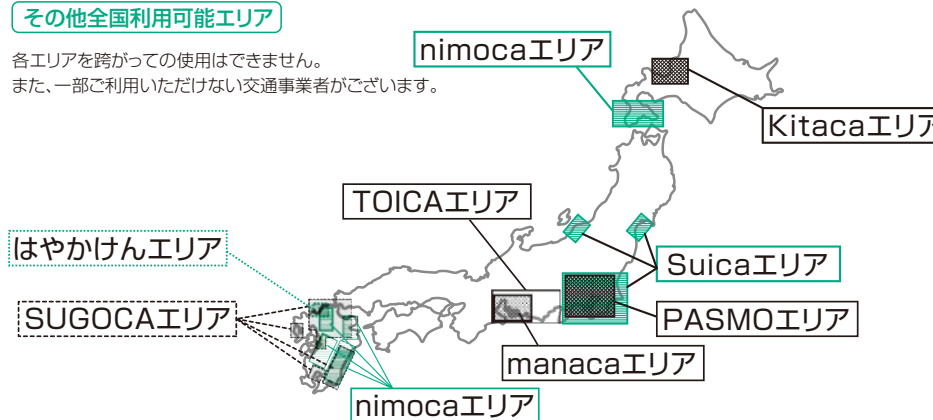 その他全国利用可能エリア
各エリアを跨がっての使用はできません。
また、一部ご利用いただけない交通事業者がございます。
nimocaエリア
Kitacaエリア
TOICAエリア
はやかけんエリア
Suicaエリア
SUGOCAエリア
PASMOエリア
manacaエリア
nimocaエリア